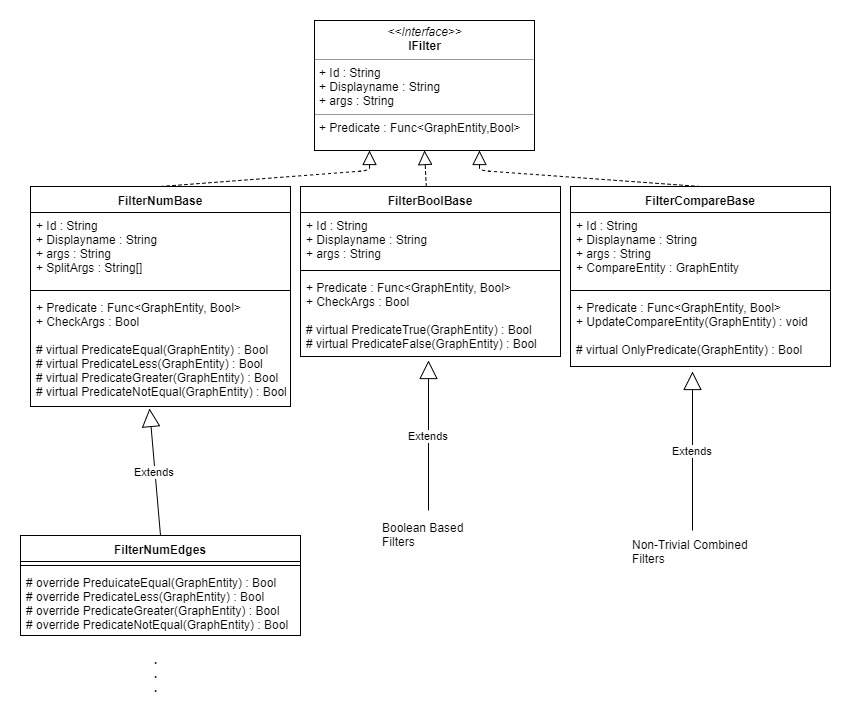 <<Interface>>
IFilter
+ Id : String
+ Displayname : String
+ args : String
+ Predicate : Func<GraphEntity,Bool>
FilterNumBase
+ Id : String
+ Displayname : String
+ args : String
+ SplitArgs : String[]
+ Predicate : Func<GraphEntity, Bool>
+ CheckArgs : Bool
# virtual PredicateEqual(GraphEntity) : Bool
# virtual PredicateLess(GraphEntity) : Bool
# virtual PredicateGreater(GraphEntity) : Bool
# virtual PredicateNotEqual(GraphEntity) : Bool
FilterBoolBase
+ Id : String
+ Displayname : String
+ args : String
+ Predicate : Func<GraphEntity, Bool>
+ CheckArgs : Bool
# virtual PredicateTrue(GraphEntity) : Bool
# virtual PredicateFalse(GraphEntity) : Bool
FilterCompareBase
+ Id : String
+ Displayname : String
+ args : String
+ CompareEntity : GraphEntity
+ Predicate : Func<GraphEntity, Bool>
+ UpdateCompareEntity(GraphEntity) : void
# virtual OnlyPredicate(GraphEntity) : Bool
Extends
Extends
Extends
FilterNumEdges
# override PreduicateEqual(GraphEntity) : Bool
# override PredicateLess(GraphEntity) : Bool
# override PredicateGreater(GraphEntity) : Bool
# override PredicateNotEqual(GraphEntity) : Bool
Boolean Based
Filters
Non-Trivial Combined
Filters
.
.
.